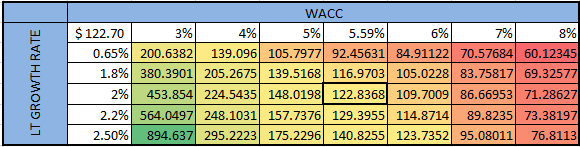 WACC
LT GROWTH RATE
$ 122.70 3% 4% 5% 5.59% 6% 7% 8%
0.65% 200.6382 139.096 105.7977 92.45631 84.91122 70.57684 60.12345
1.8% 380.3901 205.2675 139.5168 116.9703 105.0228 83.75817 69.32577
2% 453.854 224.5435 148.0198 122.8368 109.7009 86.66953 71.28627
2.2% 564.0497 248.1031 157.7376 129.3955 114.8714 89.8235 73.38197
2.50% 894.637 295.2223 175.2296 140.8255 123.7352 95.08011 76.8113